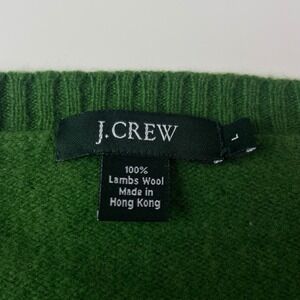 J.CREW
L
100%
Lambs Wool
Made in
Hong Kong